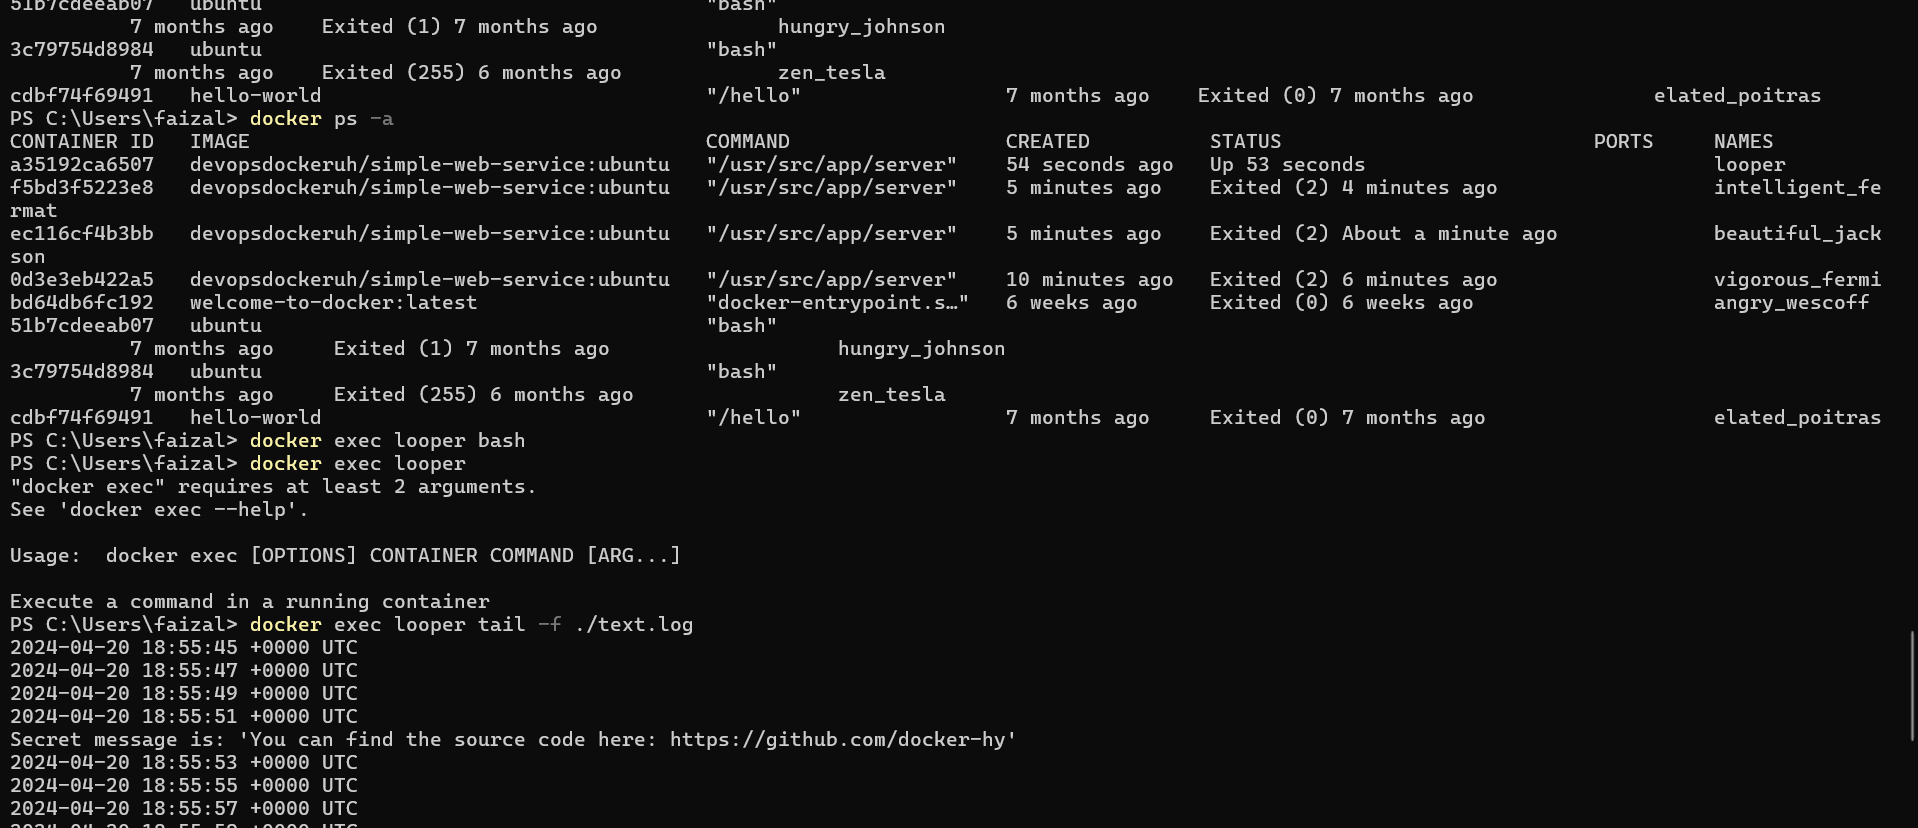 51b7cdeeab07   ubuntu                                     "bash"
          7 months ago    Exited (1) 7 months ago               hungry_johnson
3c79754d8984   ubuntu                                     "bash"
          7 months ago    Exited (255) 6 months ago             zen_tesla
cdbf74f69491   hello-world                                "/hello"                 7 months ago    Exited (0) 7 months ago               elated_poitras
PS C:\Users\faizal> docker ps -a
CONTAINER ID   IMAGE                                      COMMAND                  CREATED          STATUS                          PORTS     NAMES
a35192ca6507   devopsdockeruh/simple-web-service:ubuntu   "/usr/src/app/server"    54 seconds ago   Up 53 seconds                             looper
f5bd3f5223e8   devopsdockeruh/simple-web-service:ubuntu   "/usr/src/app/server"    5 minutes ago    Exited (2) 4 minutes ago                  intelligent_fe
rmat
ec116cf4b3bb   devopsdockeruh/simple-web-service:ubuntu   "/usr/src/app/server"    5 minutes ago    Exited (2) About a minute ago             beautiful_jack
son
0d3e3eb422a5   devopsdockeruh/simple-web-service:ubuntu   "/usr/src/app/server"    10 minutes ago   Exited (2) 6 minutes ago                  vigorous_fermi
bd64db6fc192   welcome-to-docker:latest                   "docker-entrypoint.s…"   6 weeks ago      Exited (0) 6 weeks ago                    angry_wescoff
51b7cdeeab07   ubuntu                                     "bash"
          7 months ago     Exited (1) 7 months ago                   hungry_johnson
3c79754d8984   ubuntu                                     "bash"
          7 months ago     Exited (255) 6 months ago                 zen_tesla
cdbf74f69491   hello-world                                "/hello"                 7 months ago     Exited (0) 7 months ago                   elated_poitras
PS C:\Users\faizal> docker exec looper bash
PS C:\Users\faizal> docker exec looper
"docker exec" requires at least 2 arguments.
See 'docker exec --help'.

Usage:  docker exec [OPTIONS] CONTAINER COMMAND [ARG...]

Execute a command in a running container
PS C:\Users\faizal> docker exec looper tail -f ./text.log
2024-04-20 18:55:45 +0000 UTC
2024-04-20 18:55:47 +0000 UTC
2024-04-20 18:55:49 +0000 UTC
2024-04-20 18:55:51 +0000 UTC
Secret message is: 'You can find the source code here: https://github.com/docker-hy'
2024-04-20 18:55:53 +0000 UTC
2024-04-20 18:55:55 +0000 UTC
2024-04-20 18:55:57 +0000 UTC
2024-04-20 18:55:59 +0000 UTC